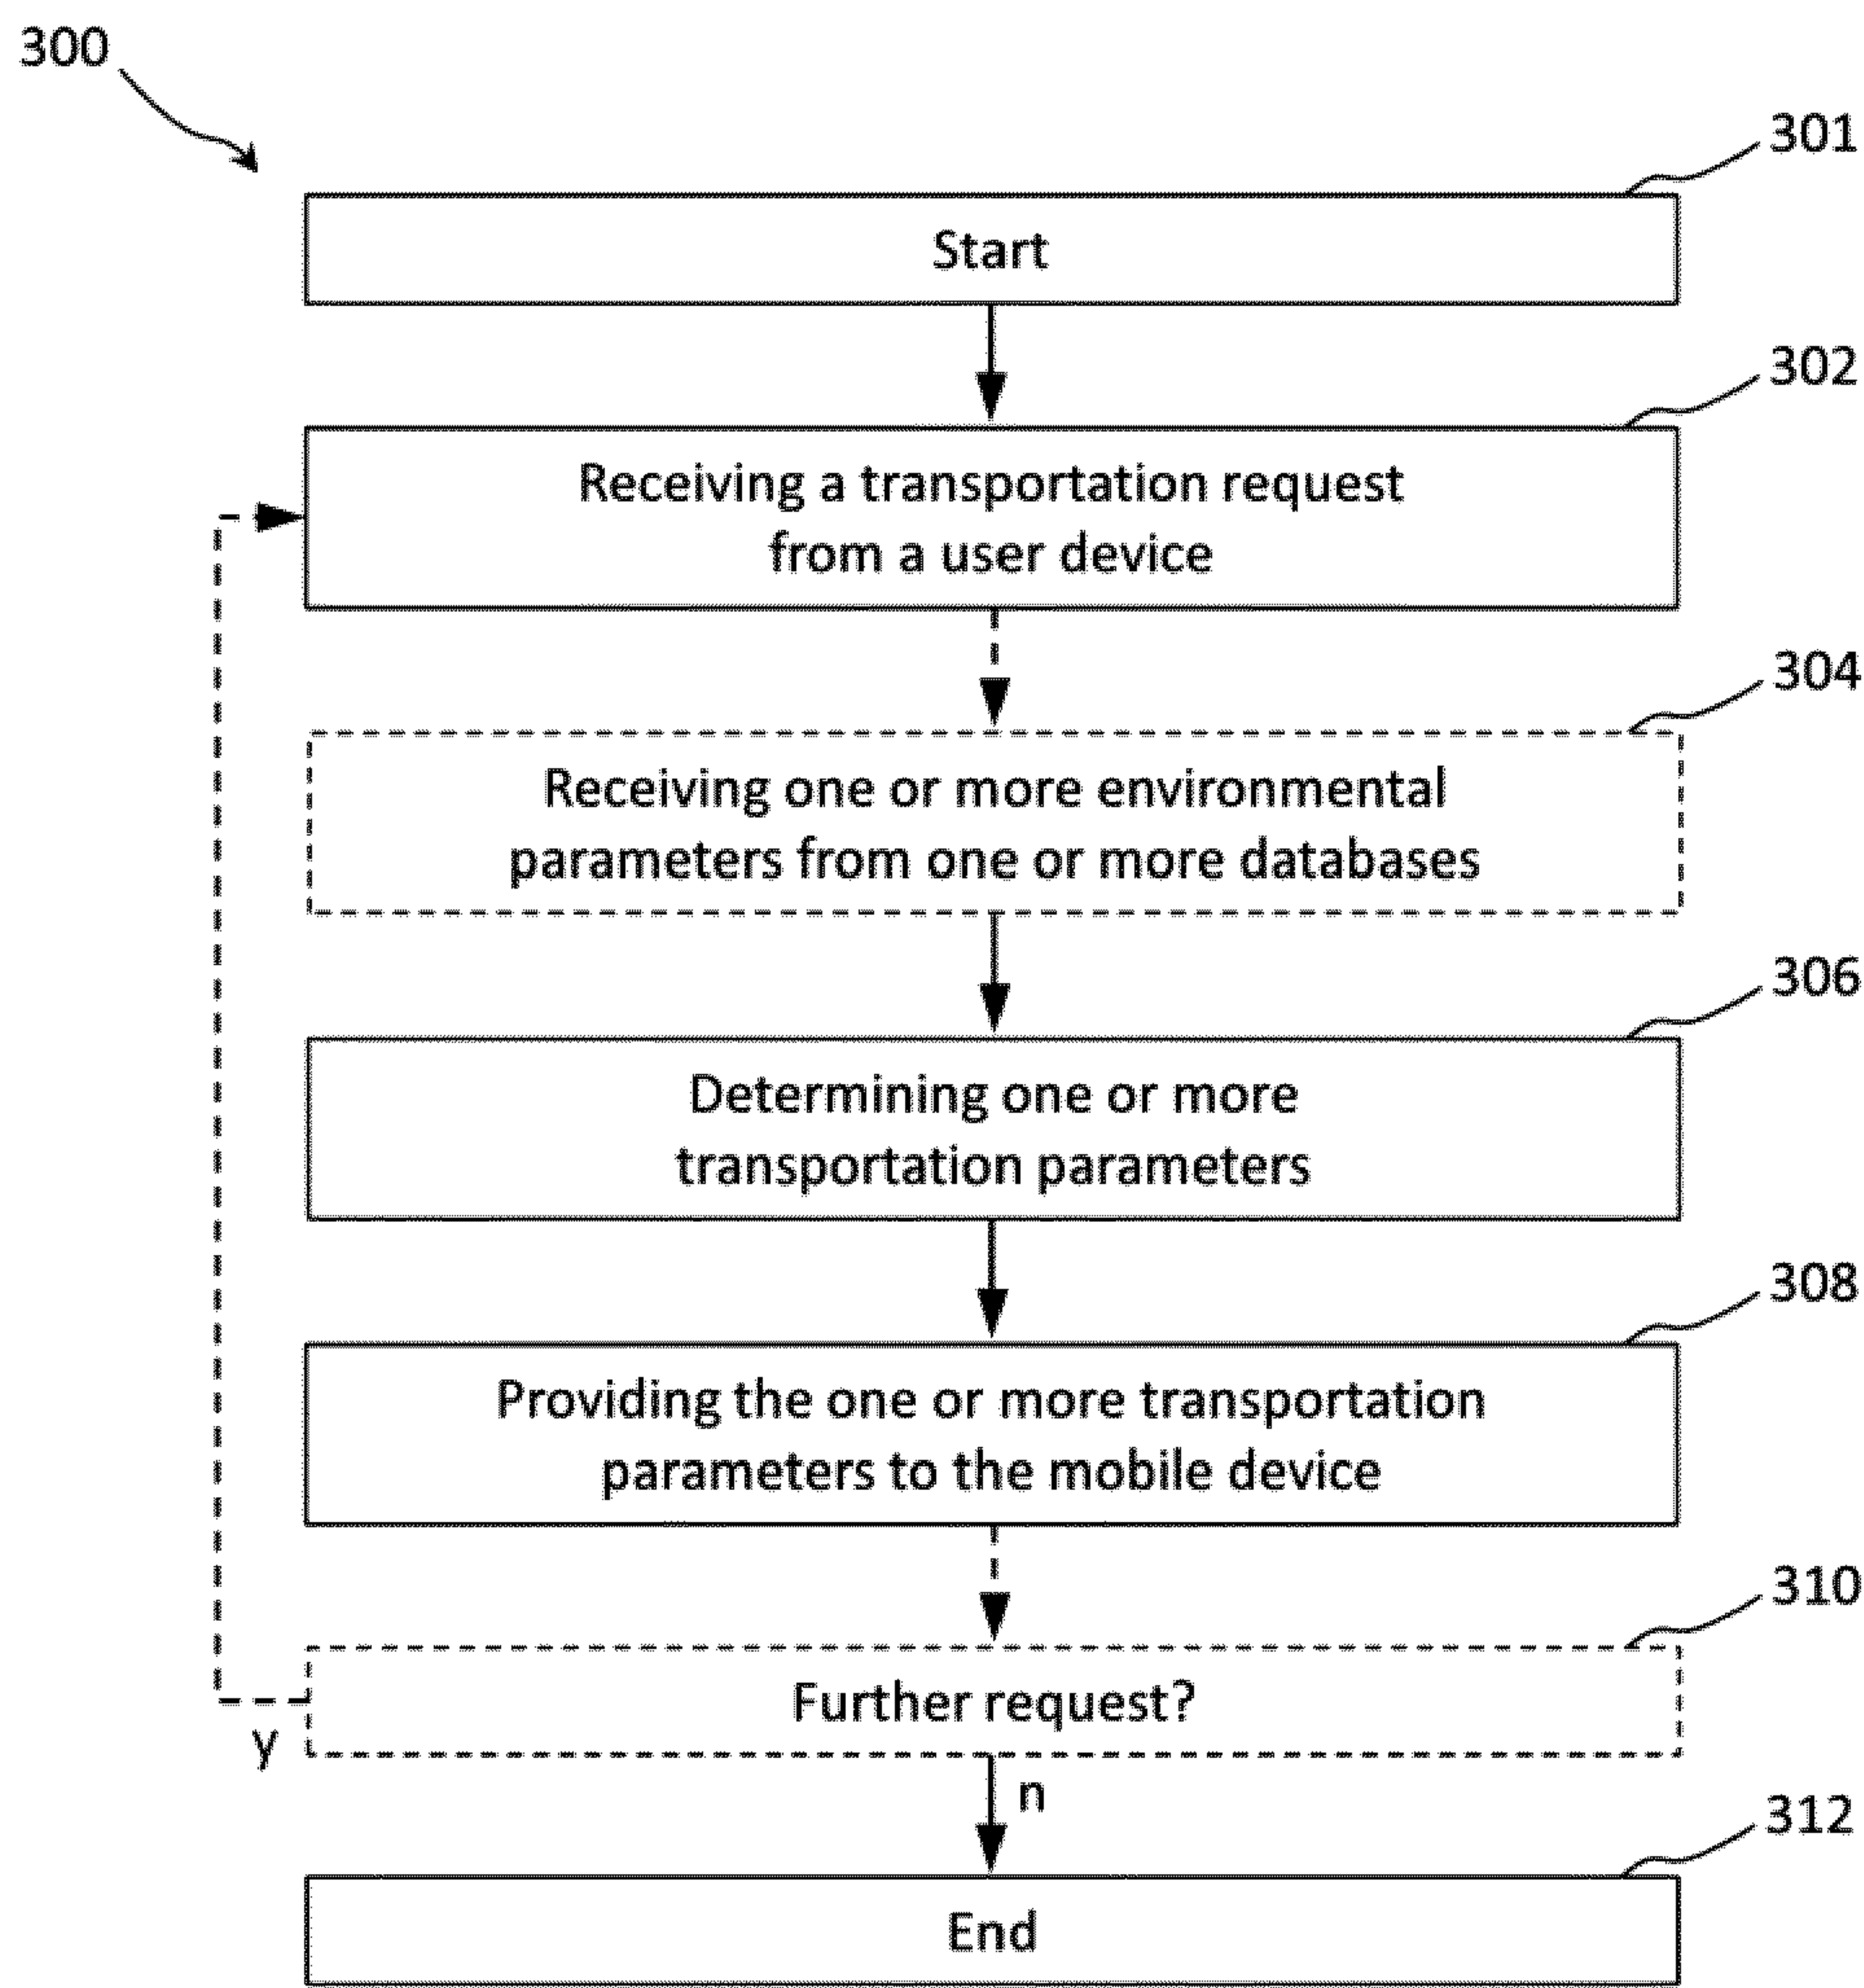 300
301
Start
302
Receiving a transportation request
from a user device
304
Receiving one or more environmental
parameters from one or more databases
306
Determining one or more
transportation parameters
308
Providing the one or more transportation
parameters to the mobile device
310
Further request?
y
n
312
End